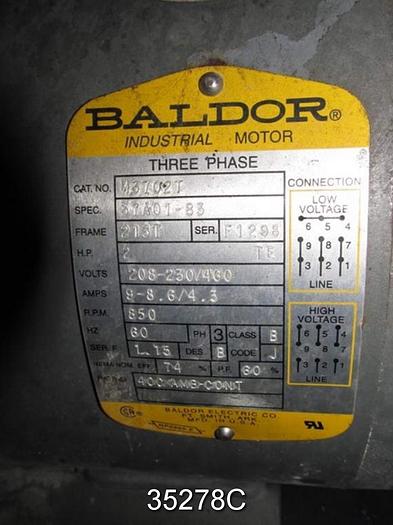 BALDOR®
INDUSTRIAL MOTOR
THREE PHASE
CAT. NO. M3702T
SPEC. 37A01-83
FRAME 213T SER. F1298
H.P. 2 TE
VOLTS 208-230/460
AMPS 9-8.6/4.3
R.P.M. 850
HZ 60 PH 3 CLASS B
SER. F. 1.15 DES B CODE J
NEMA NOM. EFF. 74 % P.F. 60 %
40C AMB-CONT
CONNECTION
LOW VOLTAGE
6 5 4
9 8 7
3 2 1
LINE
HIGH VOLTAGE
6 5 4
9 8 7
3 2 1
LINE
BALDOR ELECTRIC CO.
FT. SMITH, ARK.
MFD. IN U.S.A.
35278C